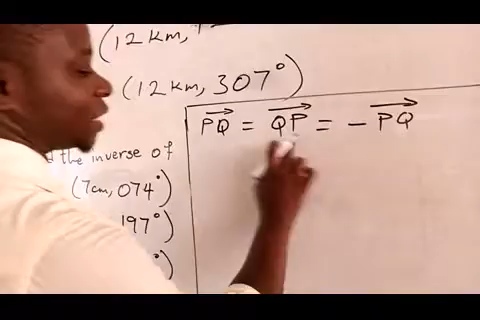 (12 km,
(12 km, 307°)
PQ = QP = - PQ
the inverse of
(7cm, 074°)
197°)